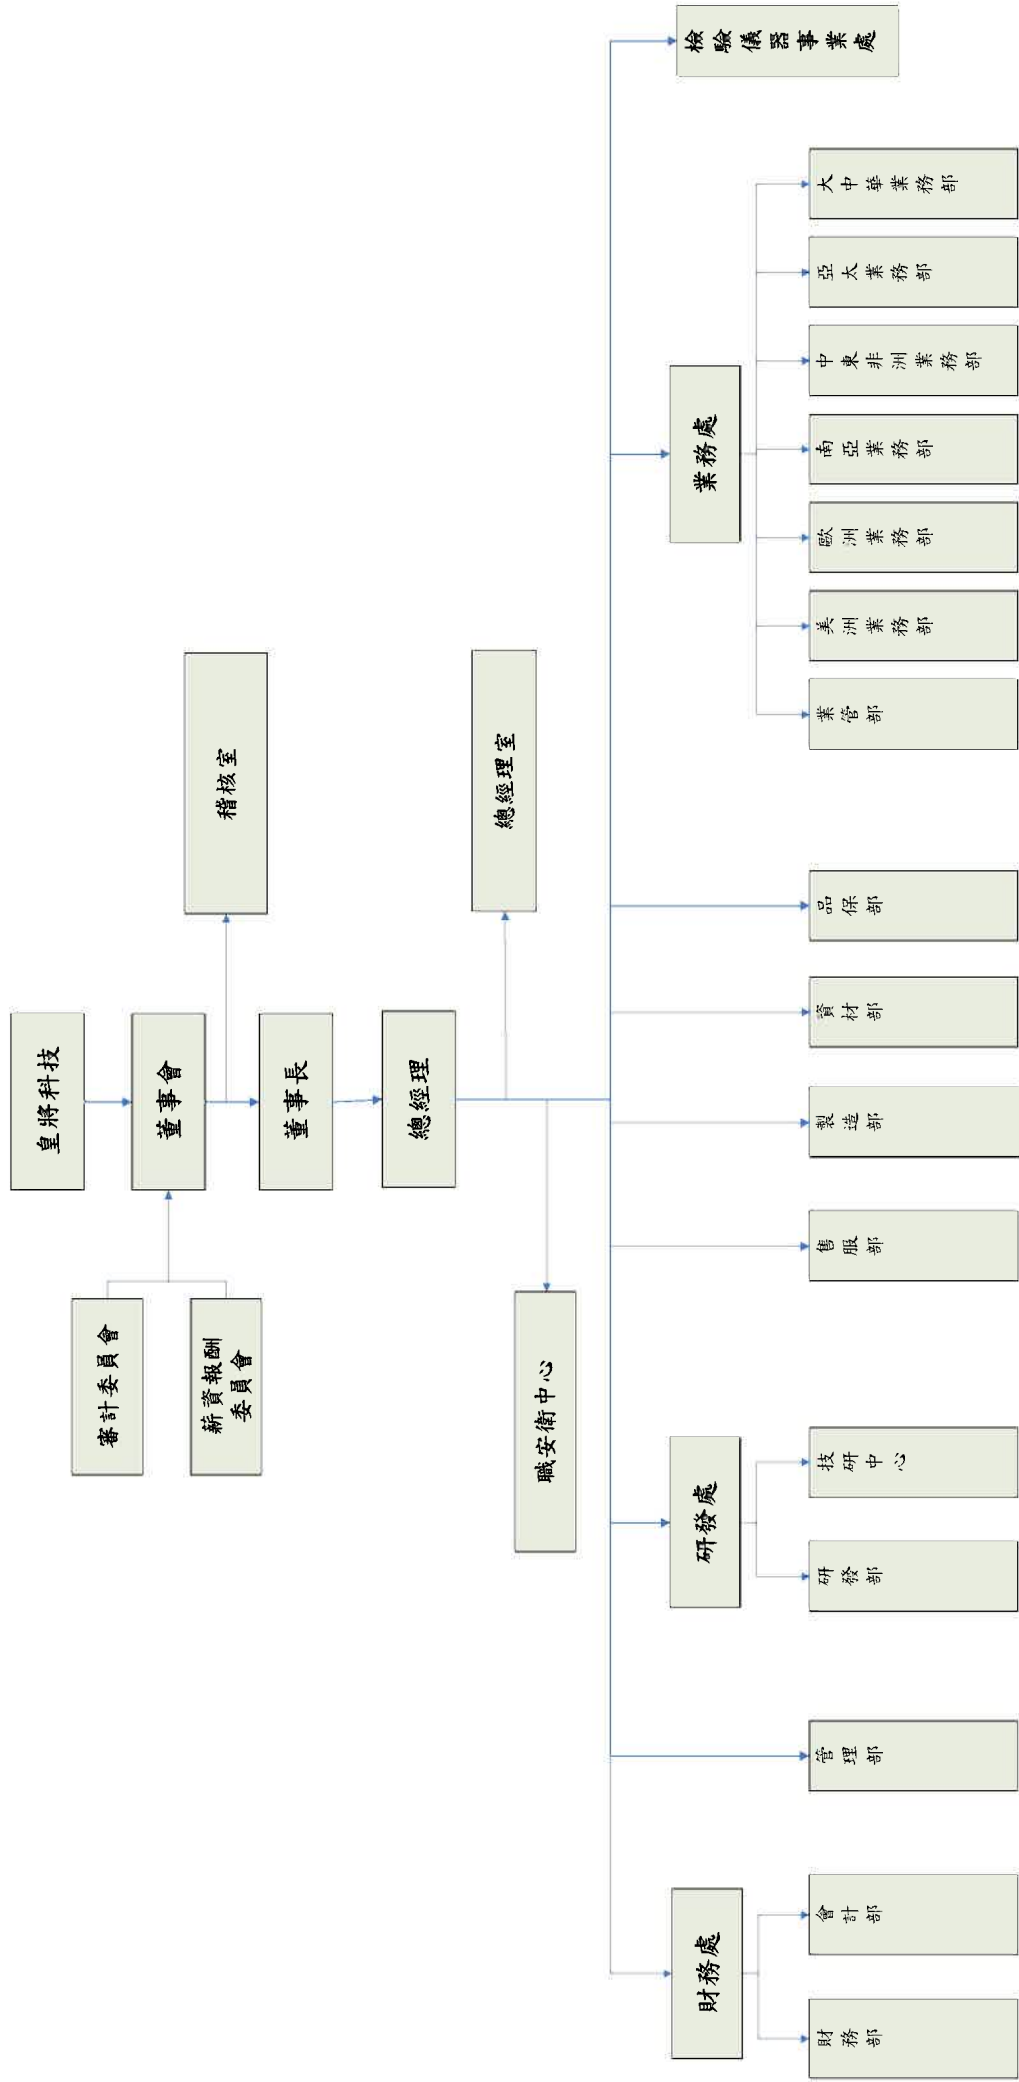 皇將科技
審計委員會
董事會
薪資報酬
委員會
稽核室
董事長
總經理
總經理室
職安衛中心
財務處
研發處
業務處
檢驗儀器事業處
財務部
會計部
管理部
研發部
技研中心
售服部
製造部
資材部
品保部
業管部
美洲業務部
歐洲業務部
南亞業務部
中東非洲業務部
亞太業務部
大中華業務部